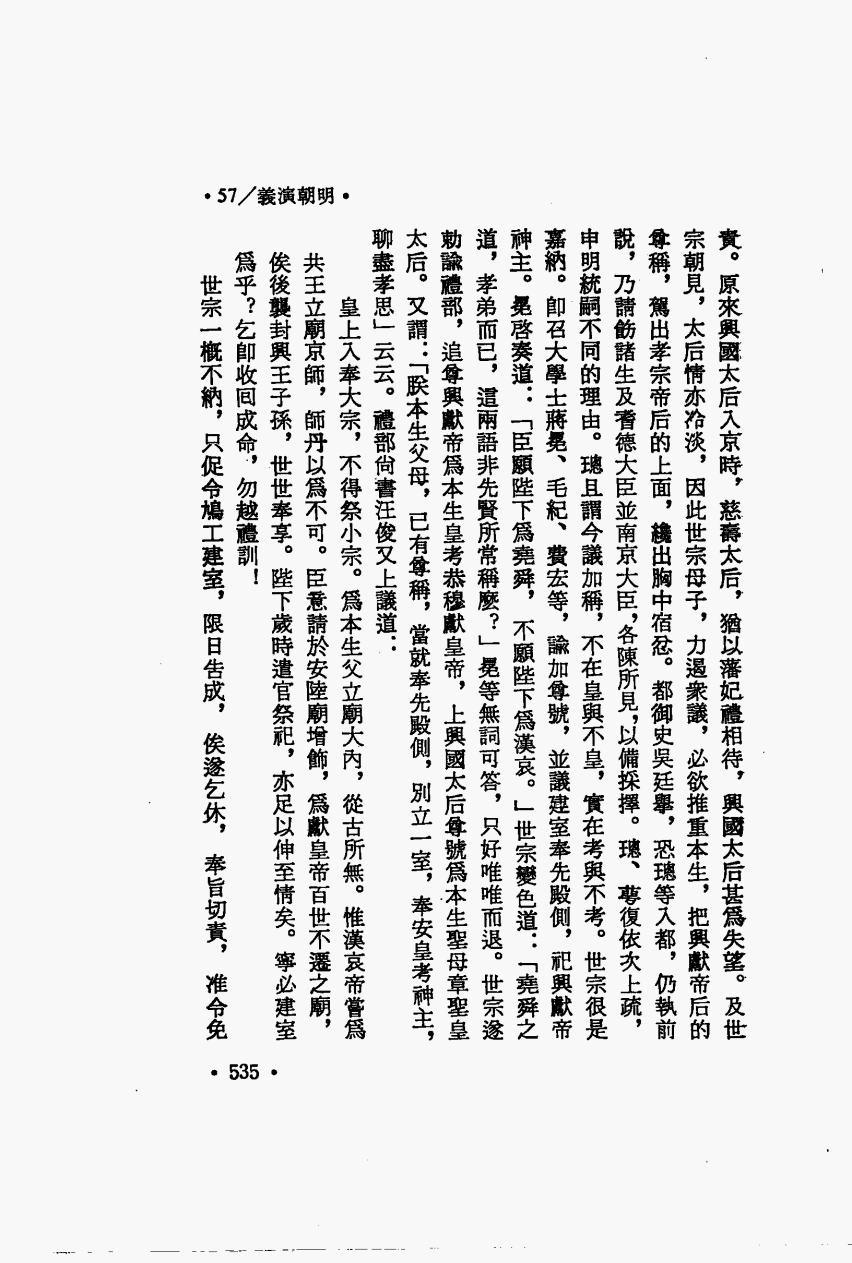 •57／義演朝明•
責。原來興國太后入京時，慈壽太后，猶以藩妃禮相待，興國太后甚爲失望。及世
宗朝見，太后情亦冷淡，因此世宗母子，力遏衆議，必欲推重本生，把興獻帝后的
尊稱，駕出孝宗帝后的上面，纔出胸中宿忿。都御史吳廷舉，恐璁等入都，仍執前
說，乃請飭諸生及耆德大臣並南京大臣，各陳所見，以備採擇。璁、萼復依次上疏，
申明統嗣不同的理由。璁且謂今議加稱，不在皇與不皇，實在考與不考。世宗很是
嘉納。卽召大學士蔣冕、毛紀、費宏等，諭加尊號，並議建室奉先殿側，祀興獻帝
神主。冕啓奏道：「臣願陛下爲堯舜，不願陛下爲漢哀。」世宗變色道：「堯舜之
道，孝弟而已，這兩語非先賢所常稱麽？」冕等無詞可答，只好唯唯而退。世宗遂
勅諭禮部，追尊興獻帝爲本生皇考恭穆獻皇帝，上興國太后尊號爲本生聖母章聖皇
太后。又謂：「朕本生父母，已有尊稱，當就奉先殿側，別立一室，奉安皇考神主，
聊盡孝思」云云。禮部尙書汪俊又上議道：
皇上入奉大宗，不得祭小宗。爲本生父立廟大內，從古所無。惟漢哀帝嘗爲
共王立廟京師，師丹以爲不可。臣意請於安陸廟增飾，爲獻皇帝百世不遷之廟，
俟後襲封興王子孫，世世奉享。陛下歲時遣官祭祀，亦足以伸至情矣。寧必建室
爲乎？乞卽收回成命，勿越禮訓！
世宗一概不納，只促令鳩工建室，限日告成，俟遂乞休，奉旨切責，准令免
•535•